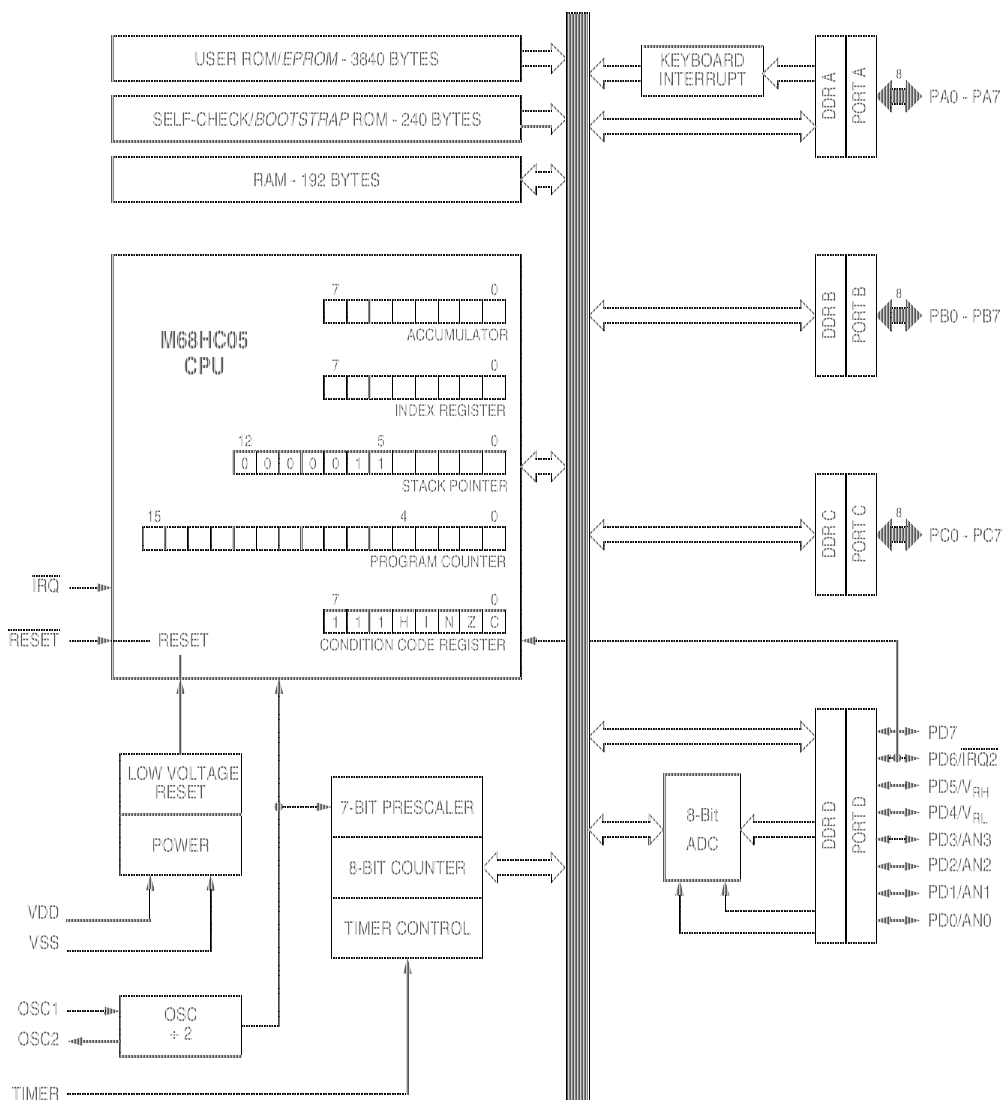 USER ROM/EPROM - 3840 BYTES
SELF-CHECK/BOOTSTRAP ROM - 240 BYTES
RAM - 192 BYTES
KEYBOARD
INTERRUPT
DDR A
PORT A
8
PA0 - PA7
M68HC05
CPU
7 0
ACCUMULATOR
7 0
INDEX REGISTER
12 5 0
0 0 0 0 0 1 1
STACK POINTER
15 4 0
PROGRAM COUNTER
7 0
1 1 1 H I N Z C
CONDITION CODE REGISTER
IRQ
RESET
RESET
DDR B
PORT B
8
PB0 - PB7
DDR C
PORT C
8
PC0 - PC7
LOW VOLTAGE
RESET
POWER
VDD
VSS
OSC1
OSC2
OSC
÷ 2
TIMER
7-BIT PRESCALER
8-BIT COUNTER
TIMER CONTROL
8-Bit
ADC
DDR D
PORT D
PD7
PD6/IRQ2
PD5/VRH
PD4/VRL
PD3/AN3
PD2/AN2
PD1/AN1
PD0/AN0